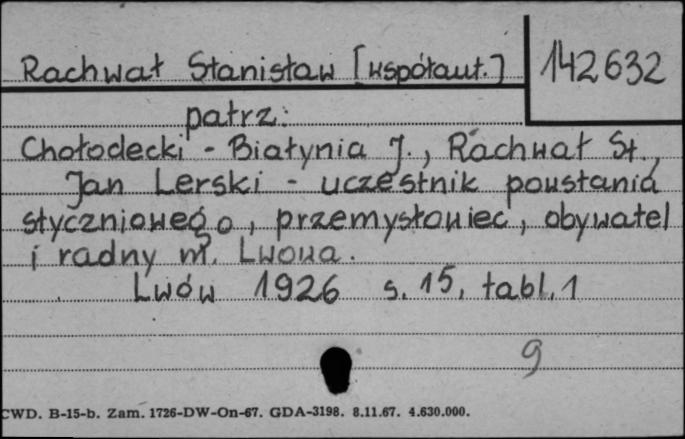 Rachwał Stanisław [współaut.]
142632
patrz:
Chołodecki - Białynia J., Rachwał St.,
Jan Lerski - uczestnik powstania
styczniowego, przemysłowiec, obywatel
i radny m. Lwowa.
Lwów 1926 s. 15, tabl. 1
9
CWD. B-15-b. Zam. 1726-DW-On-67. GDA-3198. 8.11.67. 4.630.000.